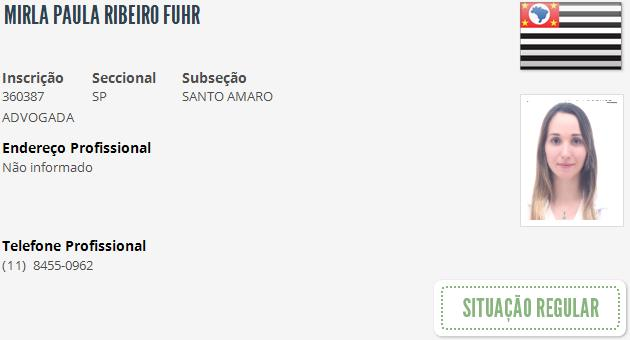 MIRLA PAULA RIBEIRO FUHR
Inscrição Seccional Subseção
360387 SP SANTO AMARO
ADVOGADA
Endereço Profissional
Não informado
Telefone Profissional
(11) 8455-0962
SITUAÇÃO REGULAR